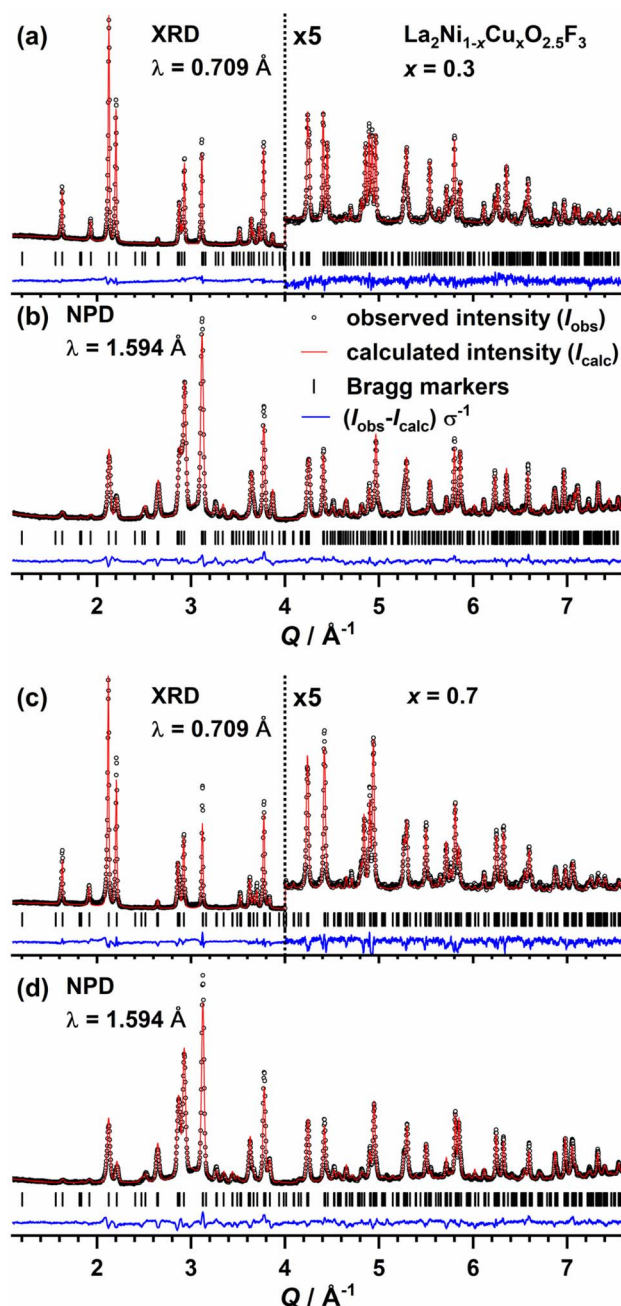 (a) XRD x5 La₂Ni₁₋ₓCuₓO₂.₅F₃
λ = 0.709 Å x = 0.3
(b) NPD
λ = 1.594 Å
observed intensity (Iobs)
calculated intensity (Icalc)
Bragg markers
(Iobs-Icalc) σ⁻¹
2 3 4 5 6 7
Q / Å⁻¹
(c) XRD x5 x = 0.7
λ = 0.709 Å
(d) NPD
λ = 1.594 Å
2 3 4 5 6 7
Q / Å⁻¹